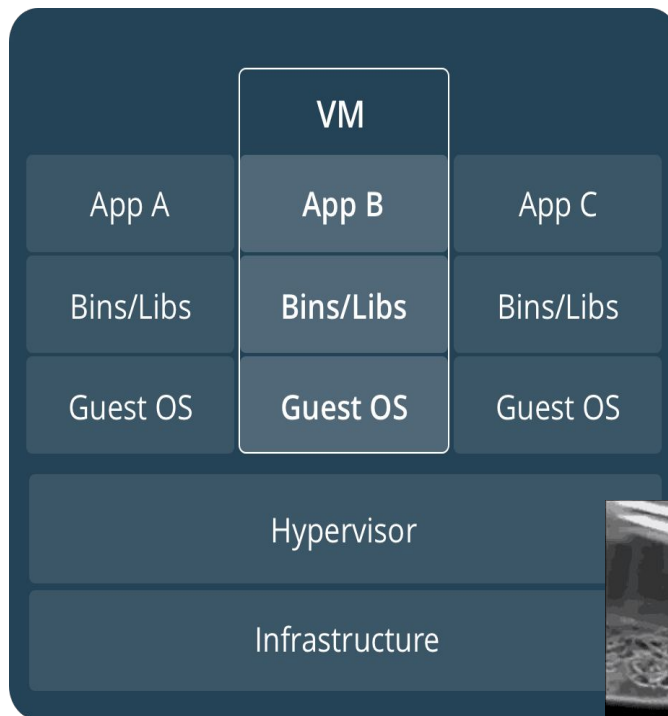 VM
App A App B App C
Bins/Libs Bins/Libs Bins/Libs
Guest OS Guest OS Guest OS
Hypervisor
Infrastructure